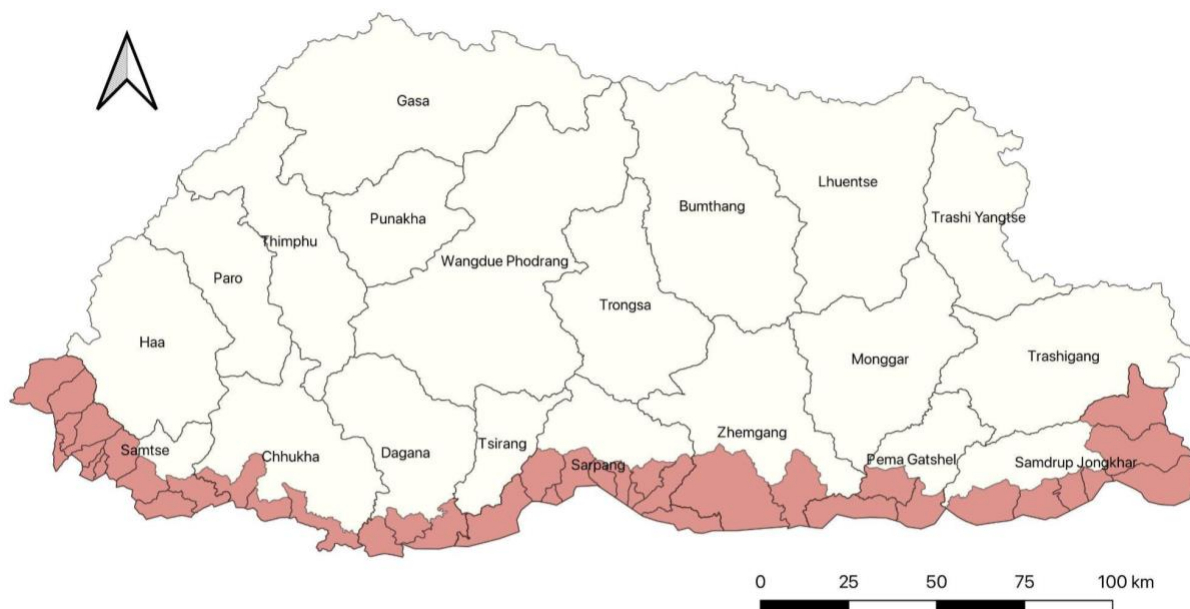 Gasa
Lhuentse
Bumthang
Punakha
Trashi Yangtse
Thimphu
Wangdue Phodrang
Paro
Trongsa
Haa
Monggar
Trashigang
Zhemgang
Tsirang
Samtse
Chhukha
Dagana
Sarpang
Pema Gatshel
Samdrup Jongkhar
0 25 50 75 100 km